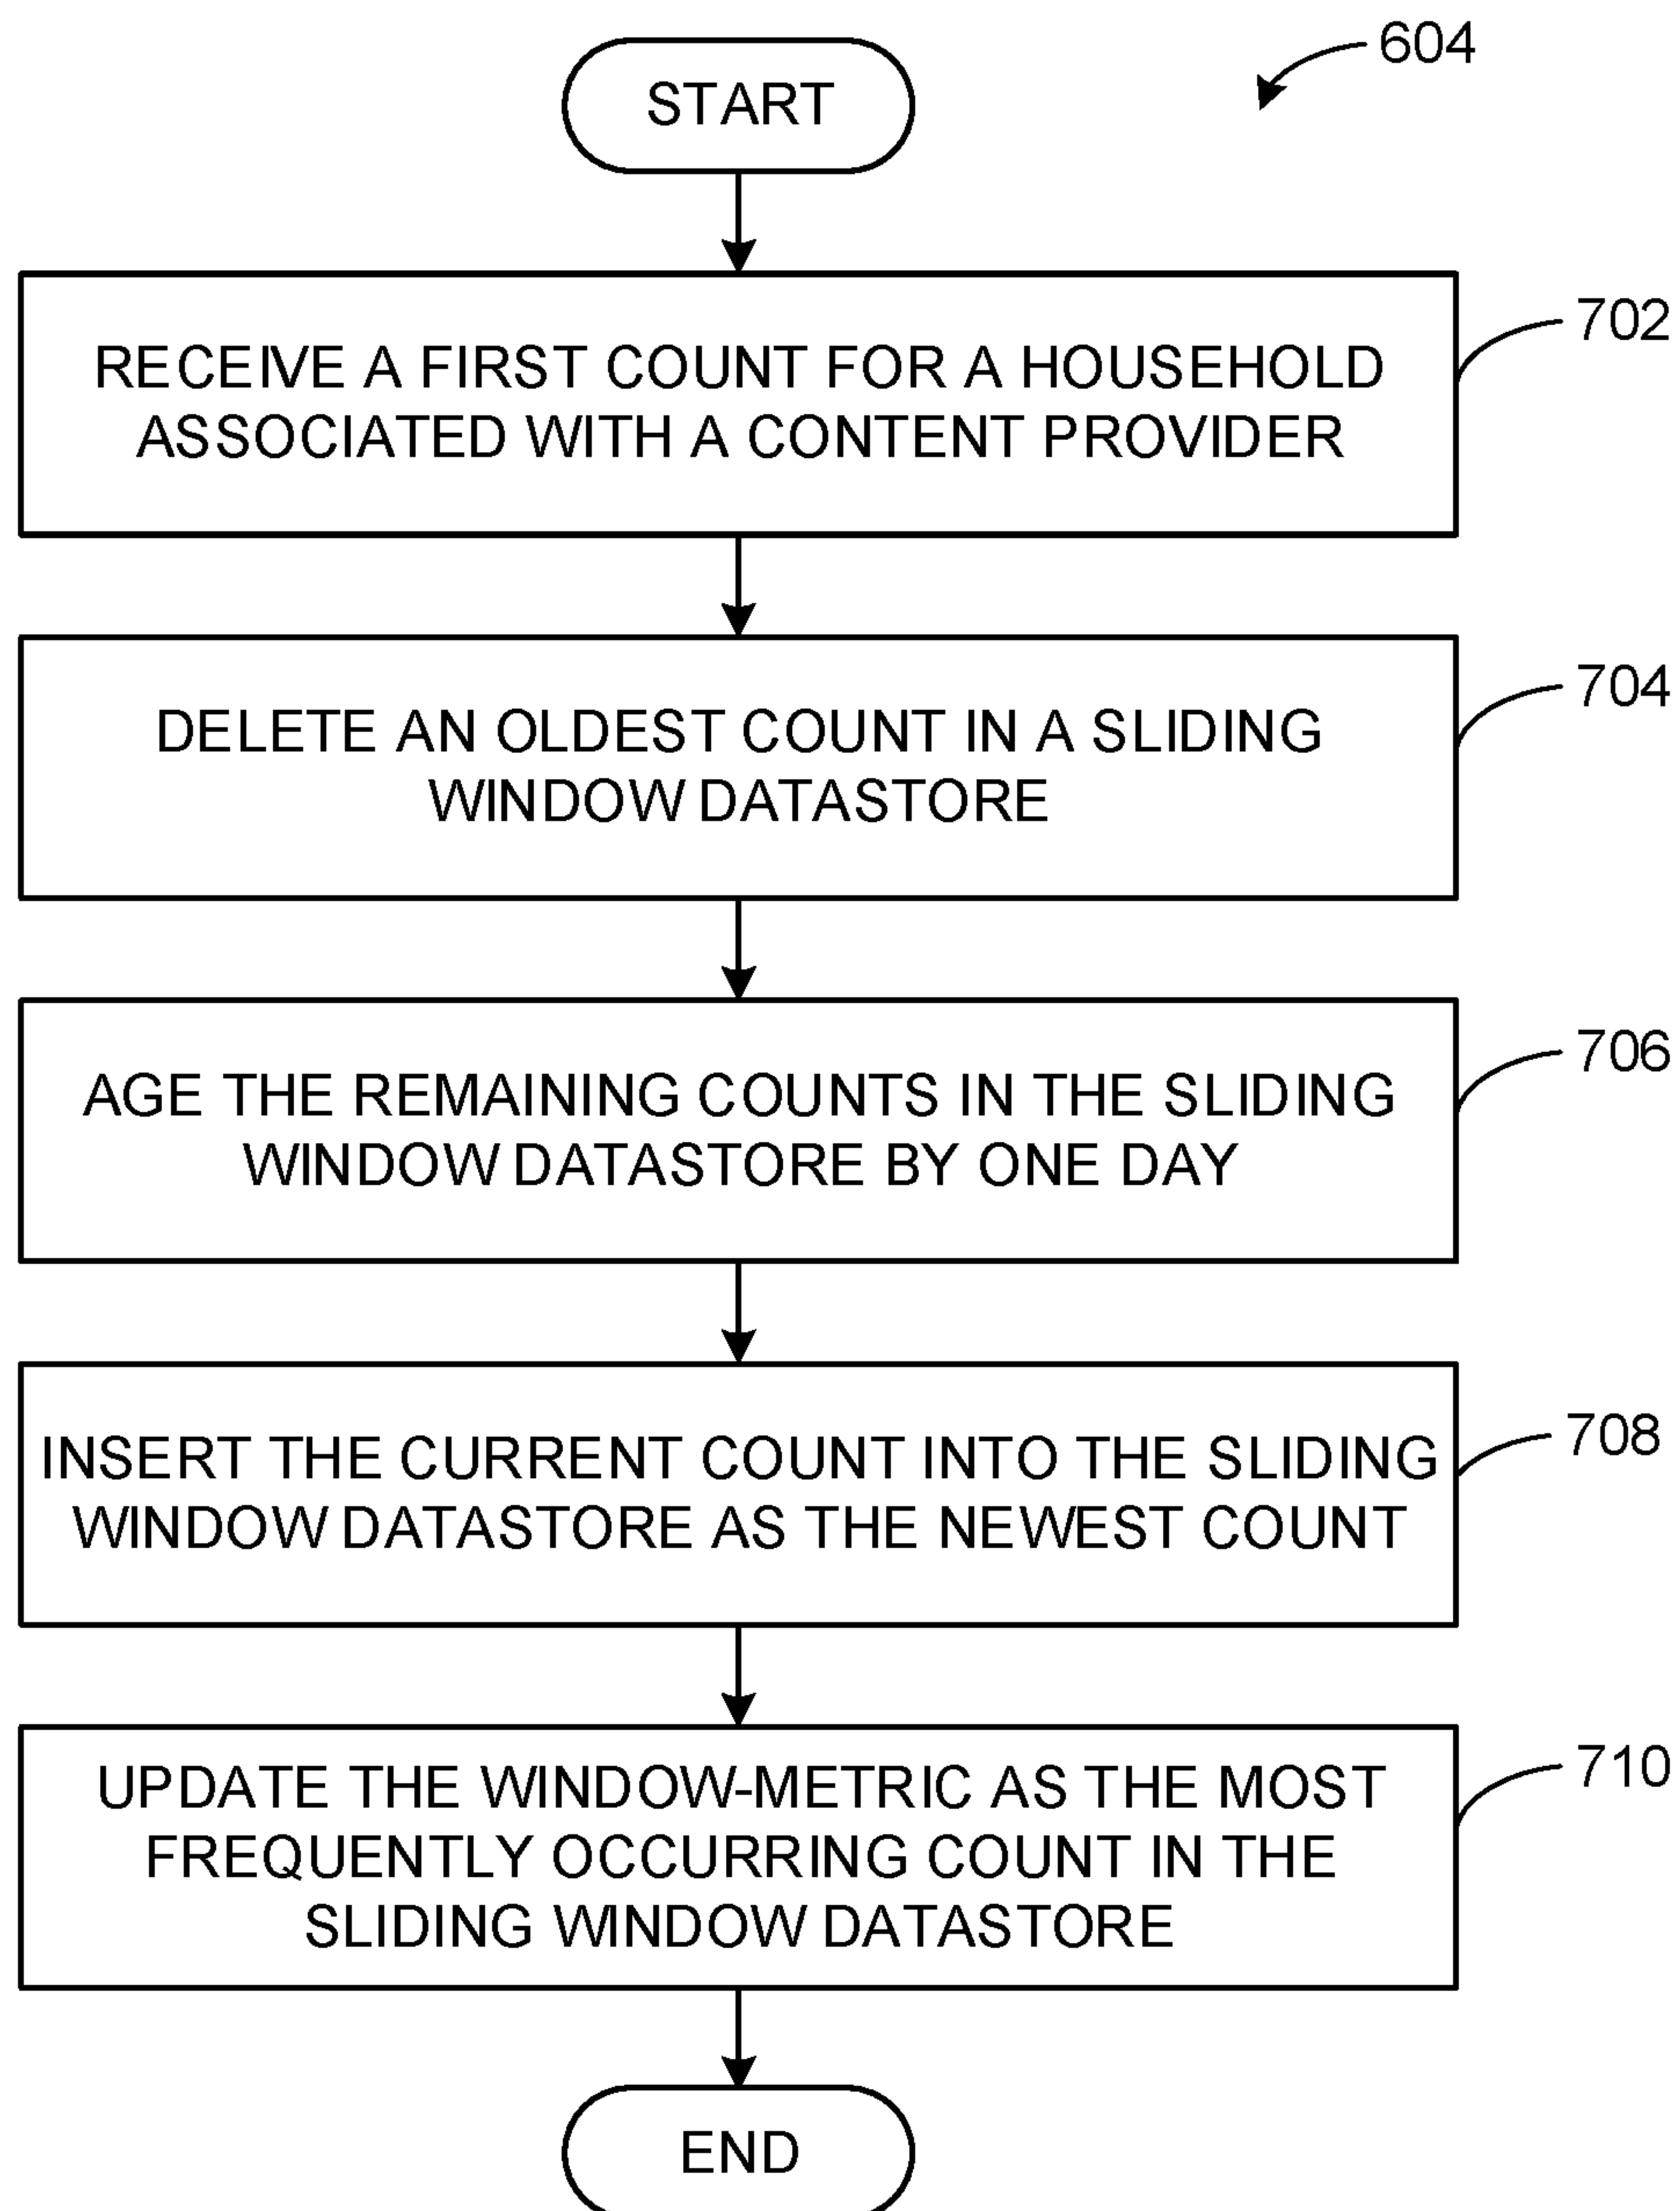 604
START
702
RECEIVE A FIRST COUNT FOR A HOUSEHOLD
ASSOCIATED WITH A CONTENT PROVIDER
704
DELETE AN OLDEST COUNT IN A SLIDING
WINDOW DATASTORE
706
AGE THE REMAINING COUNTS IN THE SLIDING
WINDOW DATASTORE BY ONE DAY
708
INSERT THE CURRENT COUNT INTO THE SLIDING
WINDOW DATASTORE AS THE NEWEST COUNT
710
UPDATE THE WINDOW-METRIC AS THE MOST
FREQUENTLY OCCURRING COUNT IN THE
SLIDING WINDOW DATASTORE
END